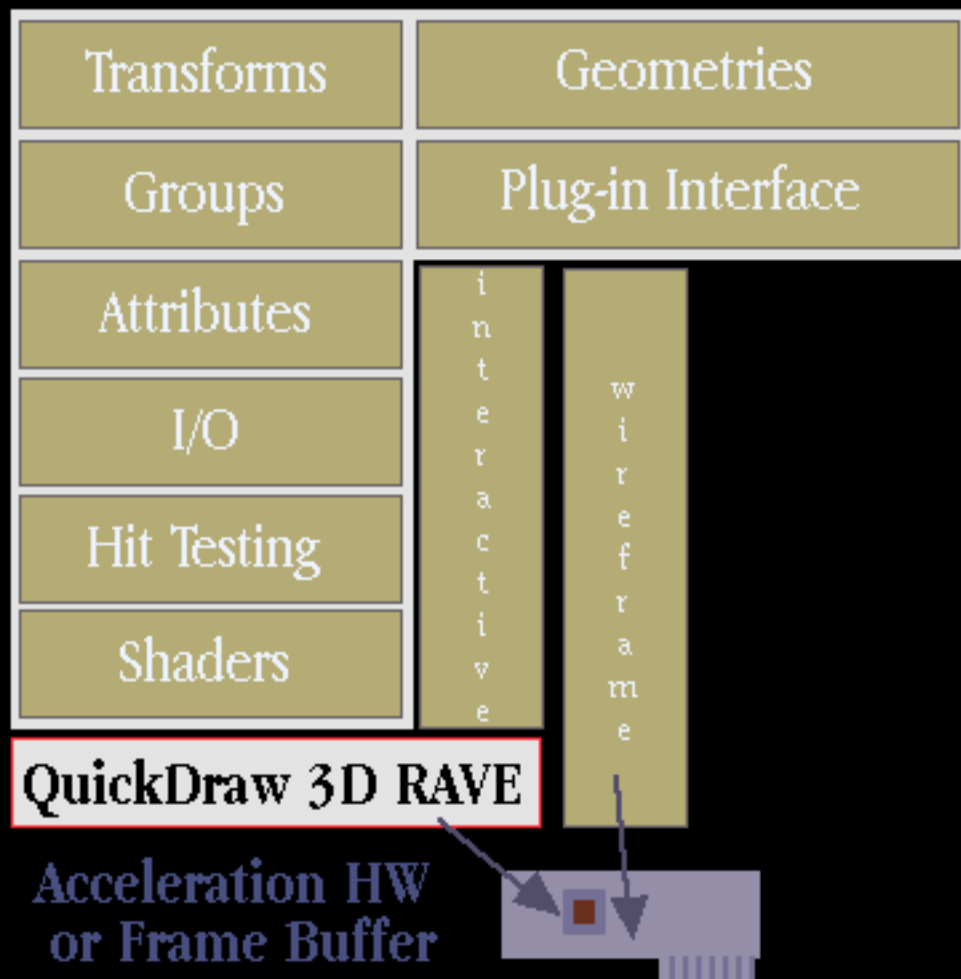 Transforms
Geometries
Groups
Plug-in Interface
Attributes
I/O
Hit Testing
Shaders
interactive
wireframe
QuickDraw 3D RAVE
Acceleration HW
or Frame Buffer